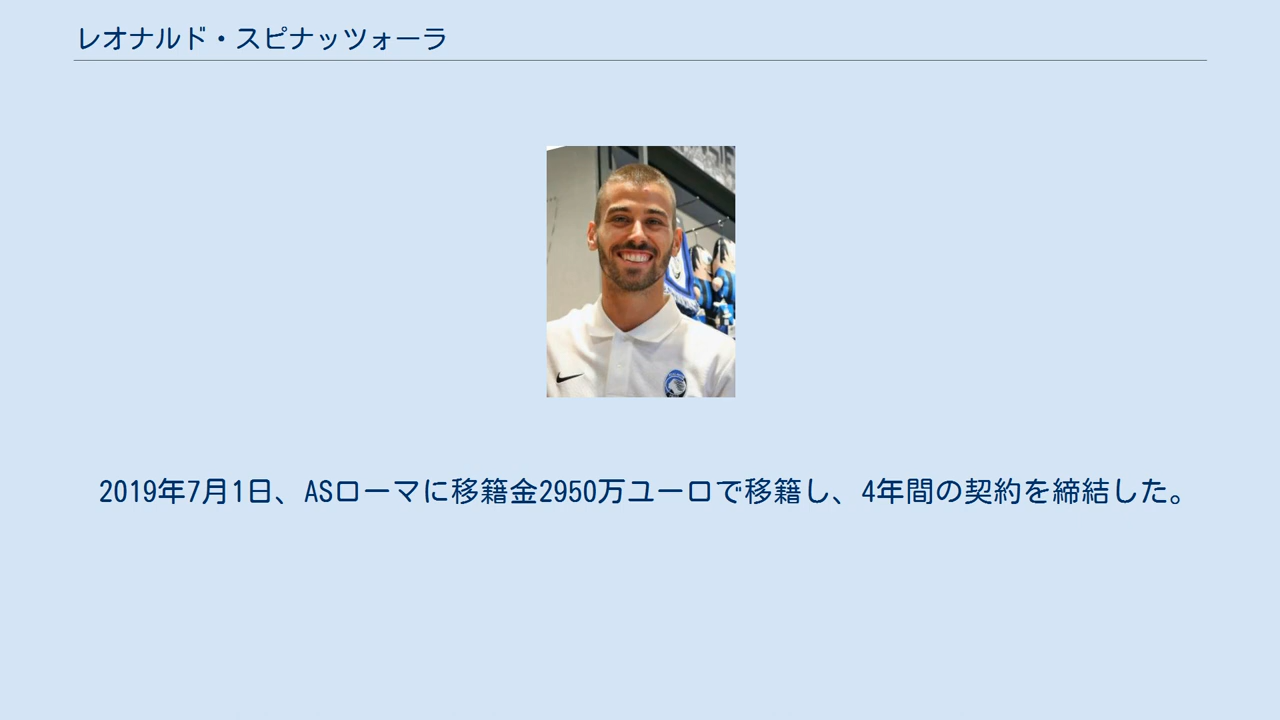 レオナルド・スピナッツォーラ
2019年7月1日、ASローマに移籍金2950万ユーロで移籍し、4年間の契約を締結した。